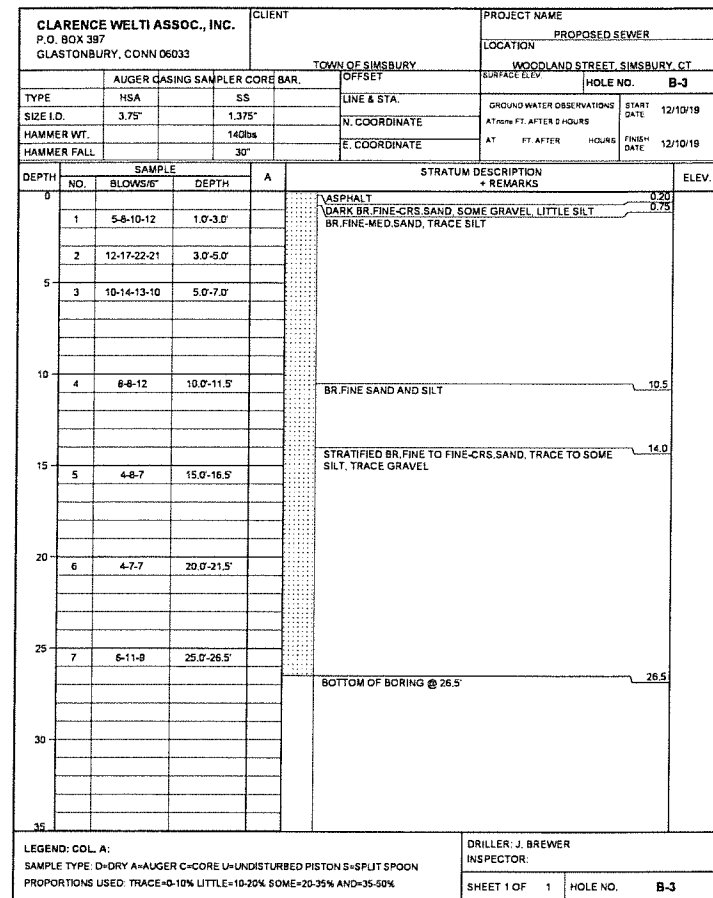 CLARENCE WELTI ASSOC., INC.
P.O. BOX 397
GLASTONBURY, CONN 06033
CLIENT
TOWN OF SIMSBURY
PROJECT NAME
PROPOSED SEWER
LOCATION
WOODLAND STREET, SIMSBURY, CT
AUGER CASING SAMPLER CORE BAR.
OFFSET
SURFACE ELEV.
HOLE NO. B-3
TYPE HSA SS
LINE & STA.
GROUND WATER OBSERVATIONS
AT none FT. AFTER 0 HOURS
START DATE 12/10/19
SIZE I.D. 3.75" 1.375"
N. COORDINATE
HAMMER WT. 140lbs
AT FT. AFTER HOURS
FINISH DATE 12/10/19
HAMMER FALL 30"
E. COORDINATE
DEPTH SAMPLE A STRATUM DESCRIPTION + REMARKS ELEV.
NO. BLOWS/6" DEPTH
0
ASPHALT 0.20
DARK BR.FINE-CRS.SAND, SOME GRAVEL, LITTLE SILT 0.75
1 5-8-10-12 1.0'-3.0'
BR.FINE-MED.SAND, TRACE SILT
2 12-17-22-21 3.0'-5.0'
5
3 10-14-13-10 5.0'-7.0'
10
4 10.0'-11.5'
BR.FINE SAND AND SILT 10.5
14.0
STRATIFIED BR.FINE TO FINE-CRS.SAND, TRACE TO SOME
SILT, TRACE GRAVEL
15
5 4-8-7 15.0'-16.5'
20
6 4-7-7 20.0'-21.5'
25
7 25.0'-26.5'
BOTTOM OF BORING @ 26.5' 26.5
30
35
LEGEND: COL. A:
SAMPLE TYPE: D=DRY A=AUGER C=CORE U=UNDISTURBED PISTON S=SPLIT SPOON
PROPORTIONS USED: TRACE=0-10% LITTLE=10-20% SOME=20-35% AND=35-50%
DRILLER: J. BREWER
INSPECTOR:
SHEET 1 OF 1 HOLE NO. B-3